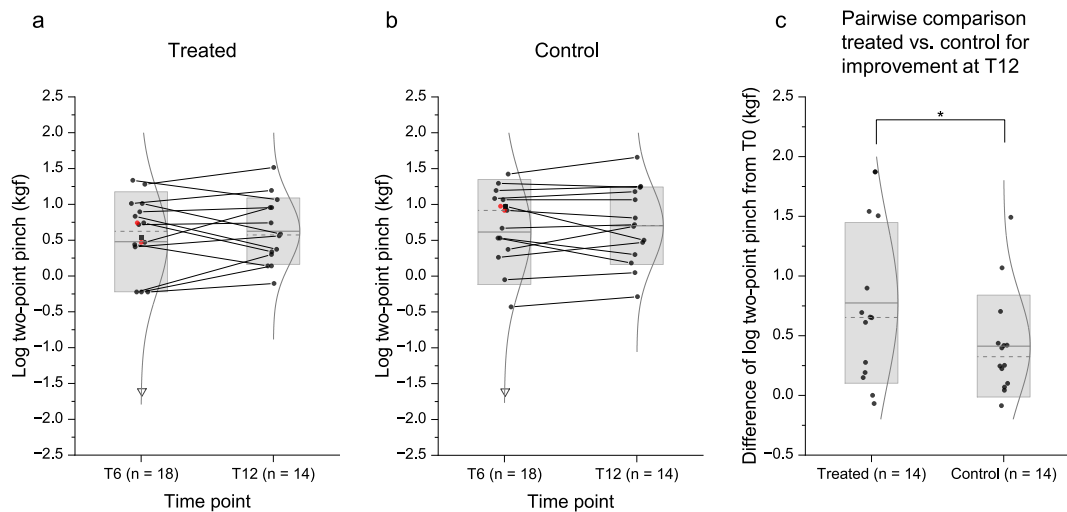 a
Treated
Log two-point pinch (kgf)
2.5
2.0
1.5
1.0
0.5
0.0
−0.5
−1.0
−1.5
−2.0
−2.5
T6 (n = 18)
T12 (n = 14)
Time point
b
Control
Log two-point pinch (kgf)
2.5
2.0
1.5
1.0
0.5
0.0
−0.5
−1.0
−1.5
−2.0
−2.5
T6 (n = 18)
T12 (n = 14)
Time point
c
Pairwise comparison
treated vs. control for
improvement at T12
Difference of log two-point pinch from T0 (kgf)
2.5
2.0
1.5
1.0
0.5
0.0
−0.5
*
Treated (n = 14)
Control (n = 14)